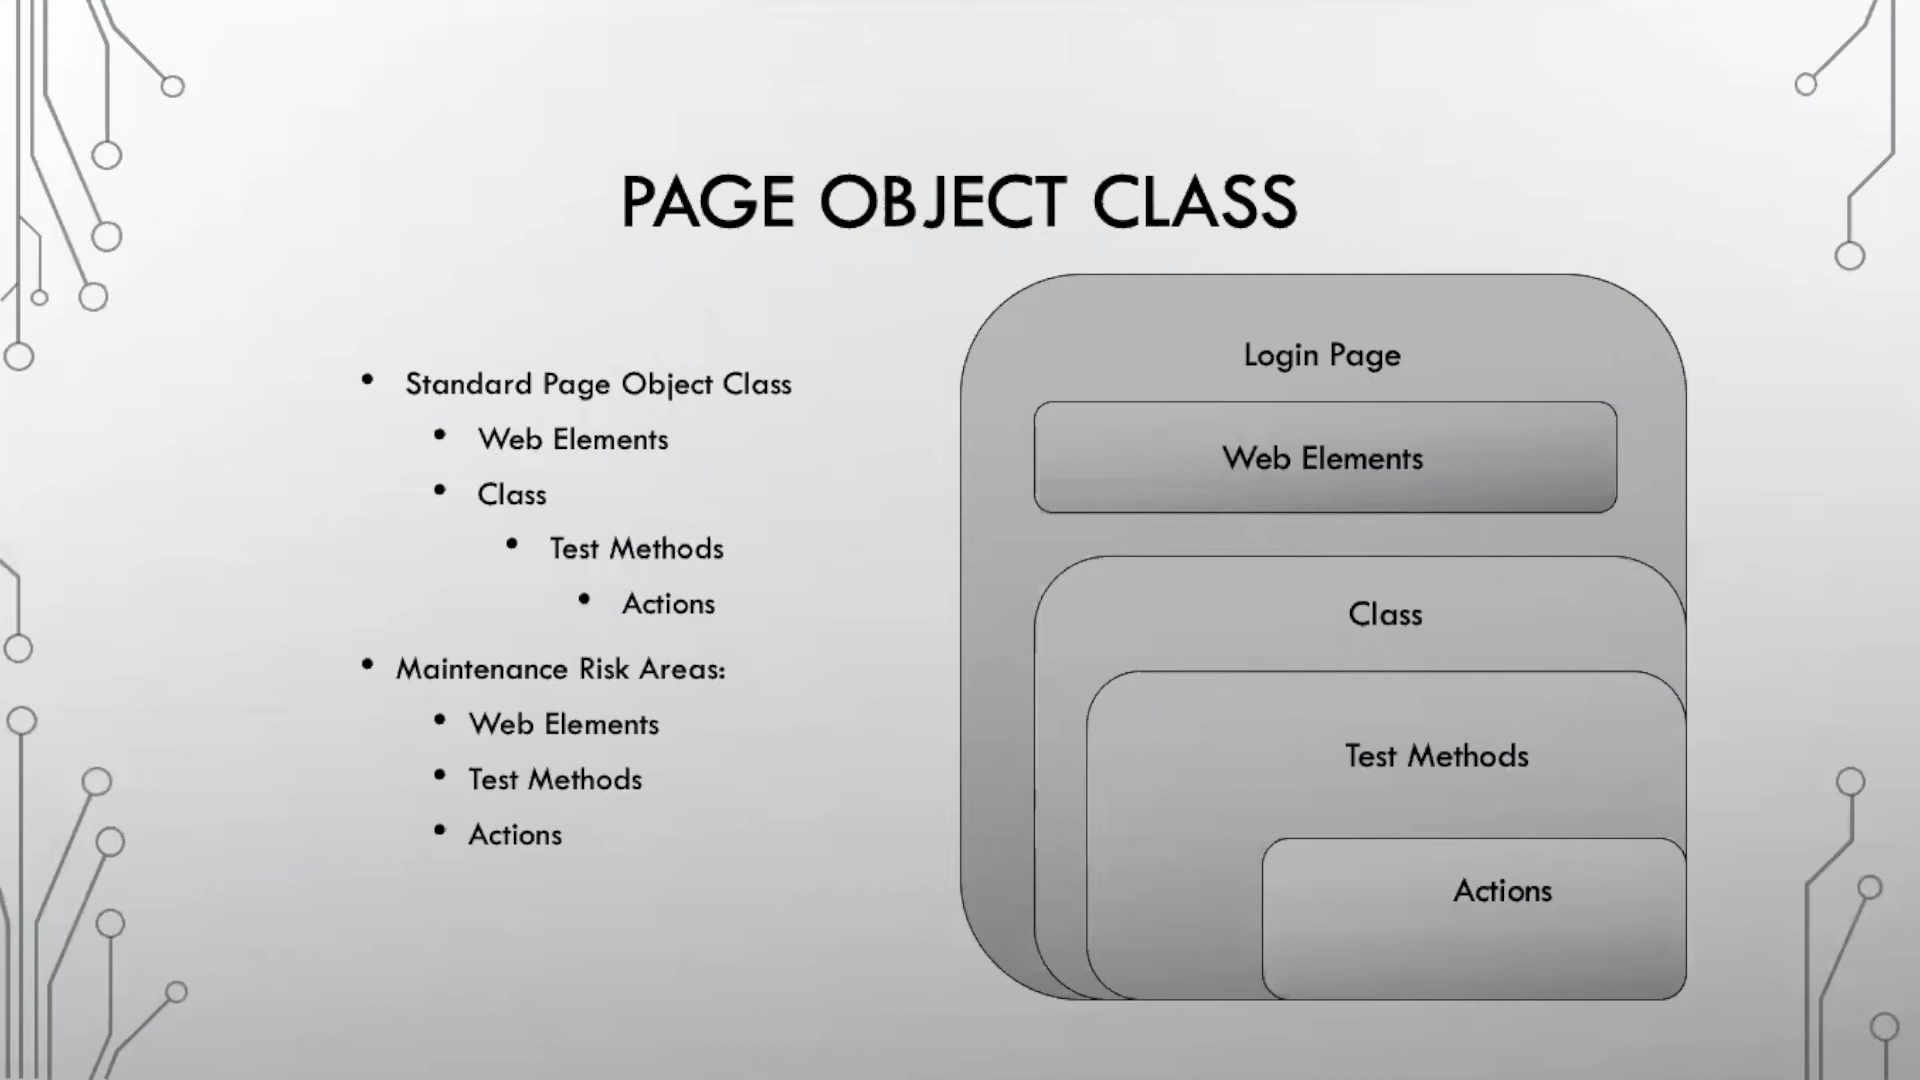 PAGE OBJECT CLASS
• Standard Page Object Class
• Web Elements
• Class
• Test Methods
• Actions
• Maintenance Risk Areas:
• Web Elements
• Test Methods
• Actions
Login Page
Web Elements
Class
Test Methods
Actions